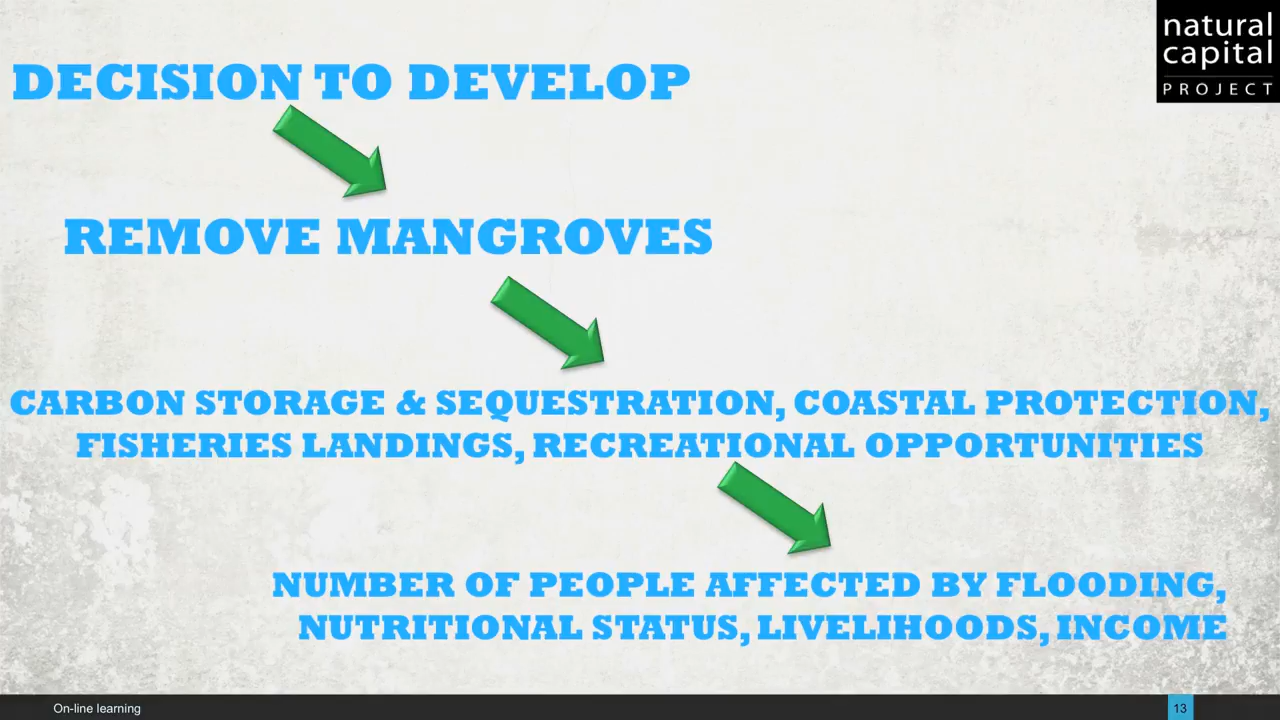 natural
capital
PROJECT
DECISION TO DEVELOP
REMOVE MANGROVES
CARBON STORAGE & SEQUESTRATION, COASTAL PROTECTION,
FISHERIES LANDINGS, RECREATIONAL OPPORTUNITIES
NUMBER OF PEOPLE AFFECTED BY FLOODING,
NUTRITIONAL STATUS, LIVELIHOODS, INCOME
On-line learning
13